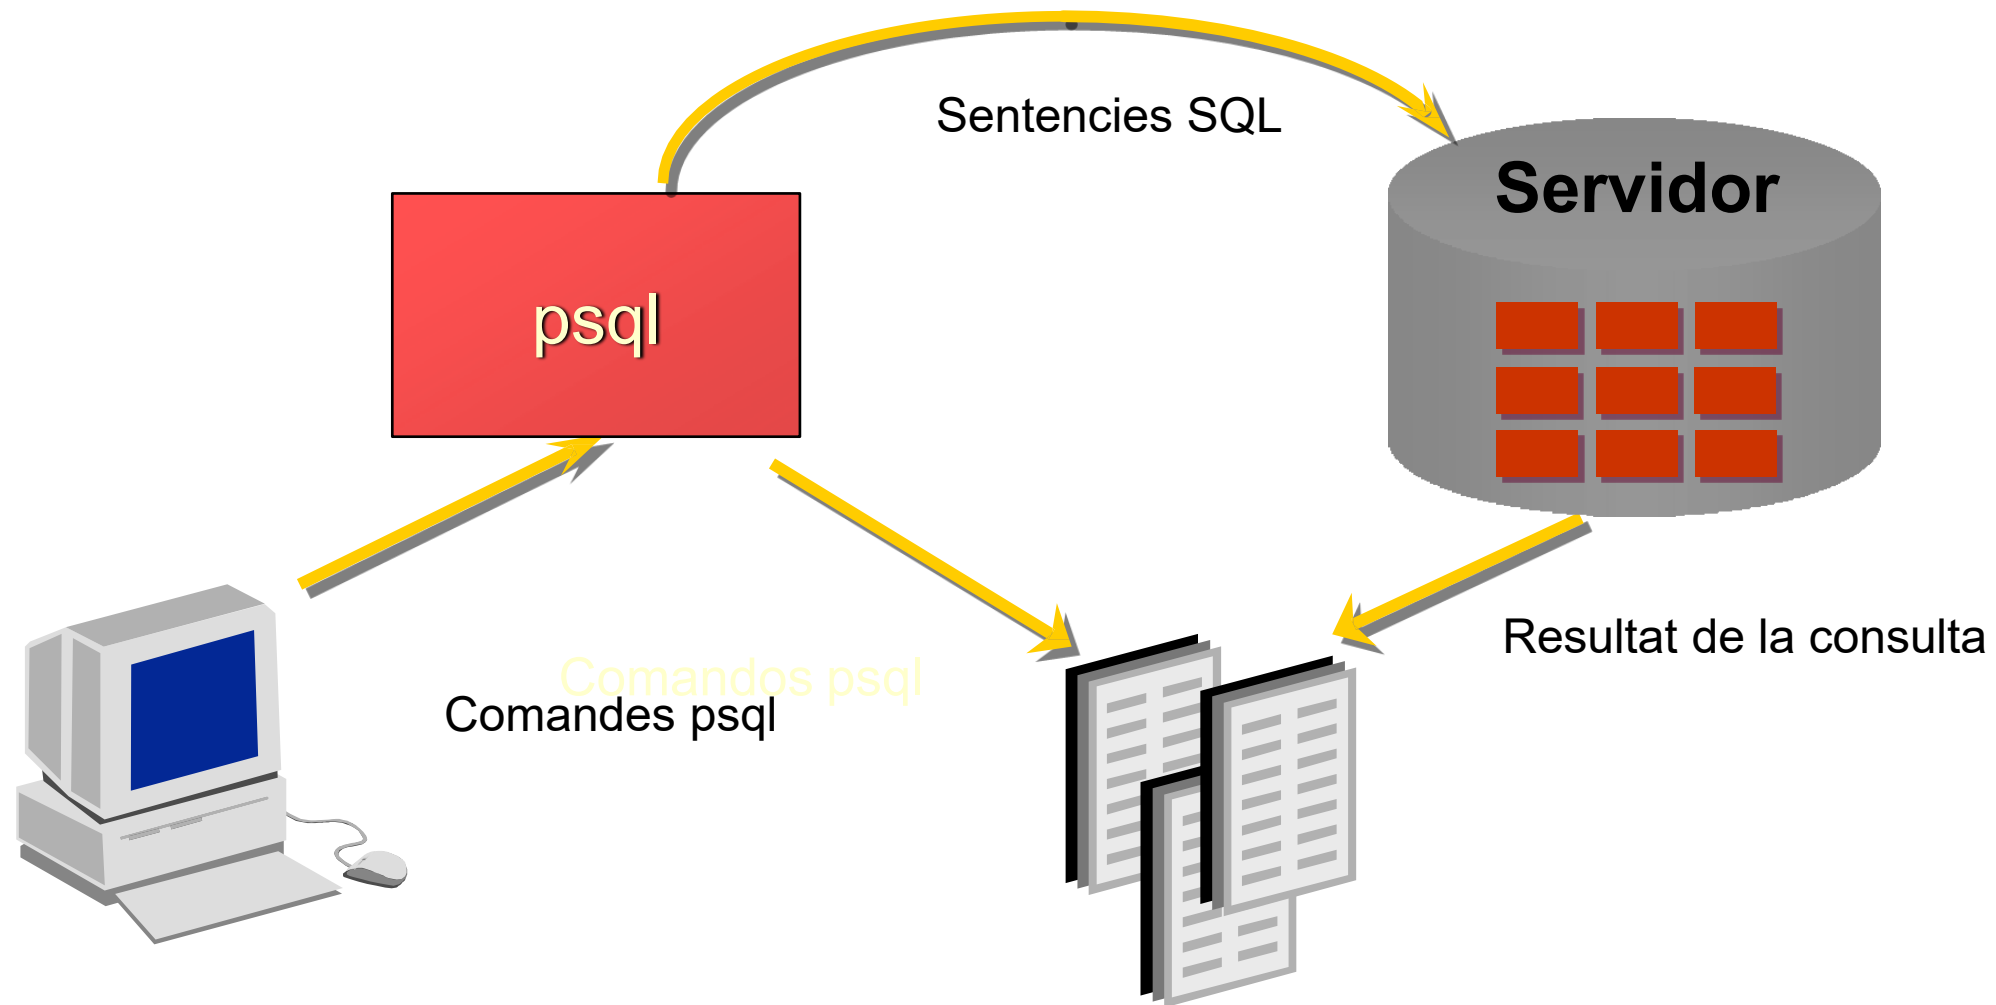 Sentencies SQL
Servidor
psql
Resultat de la consulta
Comandos psql
Comandes psql